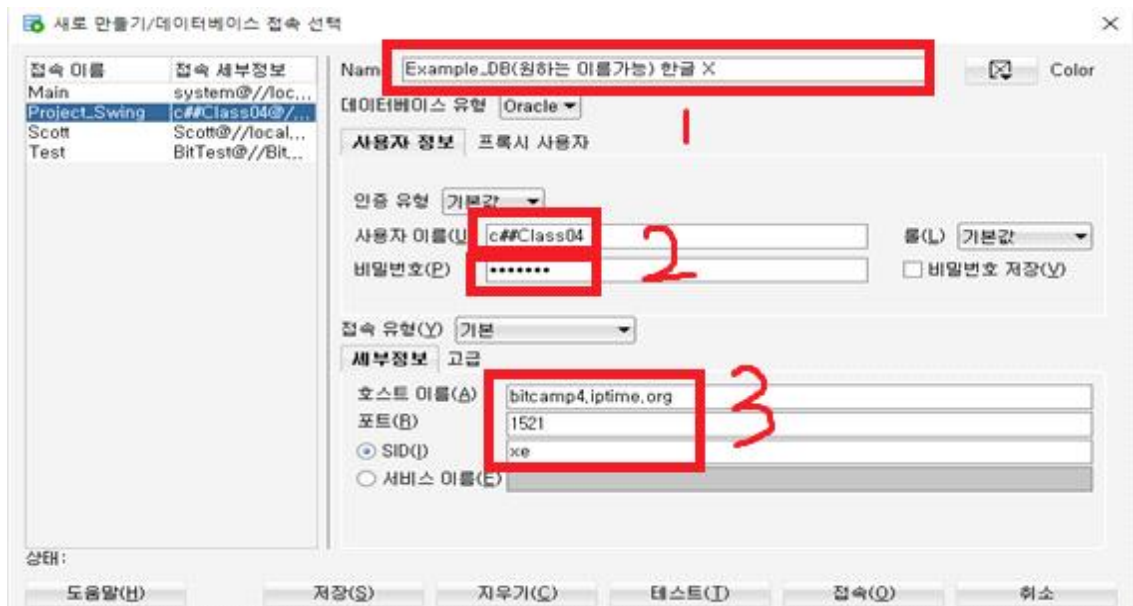 새로 만들기/데이터베이스 접속 선택
접속 이름 접속 세부정보
Main system@//loc...
Project_Swing c##Class04@/...
Scott Scott@//local...
Test BitTest@//Bit...
Nam Example_DB(원하는 이름가능) 한글 X Color
데이터베이스 유형 Oracle
1
사용자 정보 프록시 사용자
인증 유형 기본값
사용자 이름(U c##Class04 롤(L) 기본값
2
비밀번호(P) ••••••• 비밀번호 저장(V)
접속 유형(Y) 기본
세부정보 고급
호스트 이름(A) bitcamp4.iptime.org
3
포트(R) 1521
SID(I) xe
서비스 이름(E)
상태:
도움말(H) 저장(S) 지우기(C) 테스트(T) 접속(O) 취소